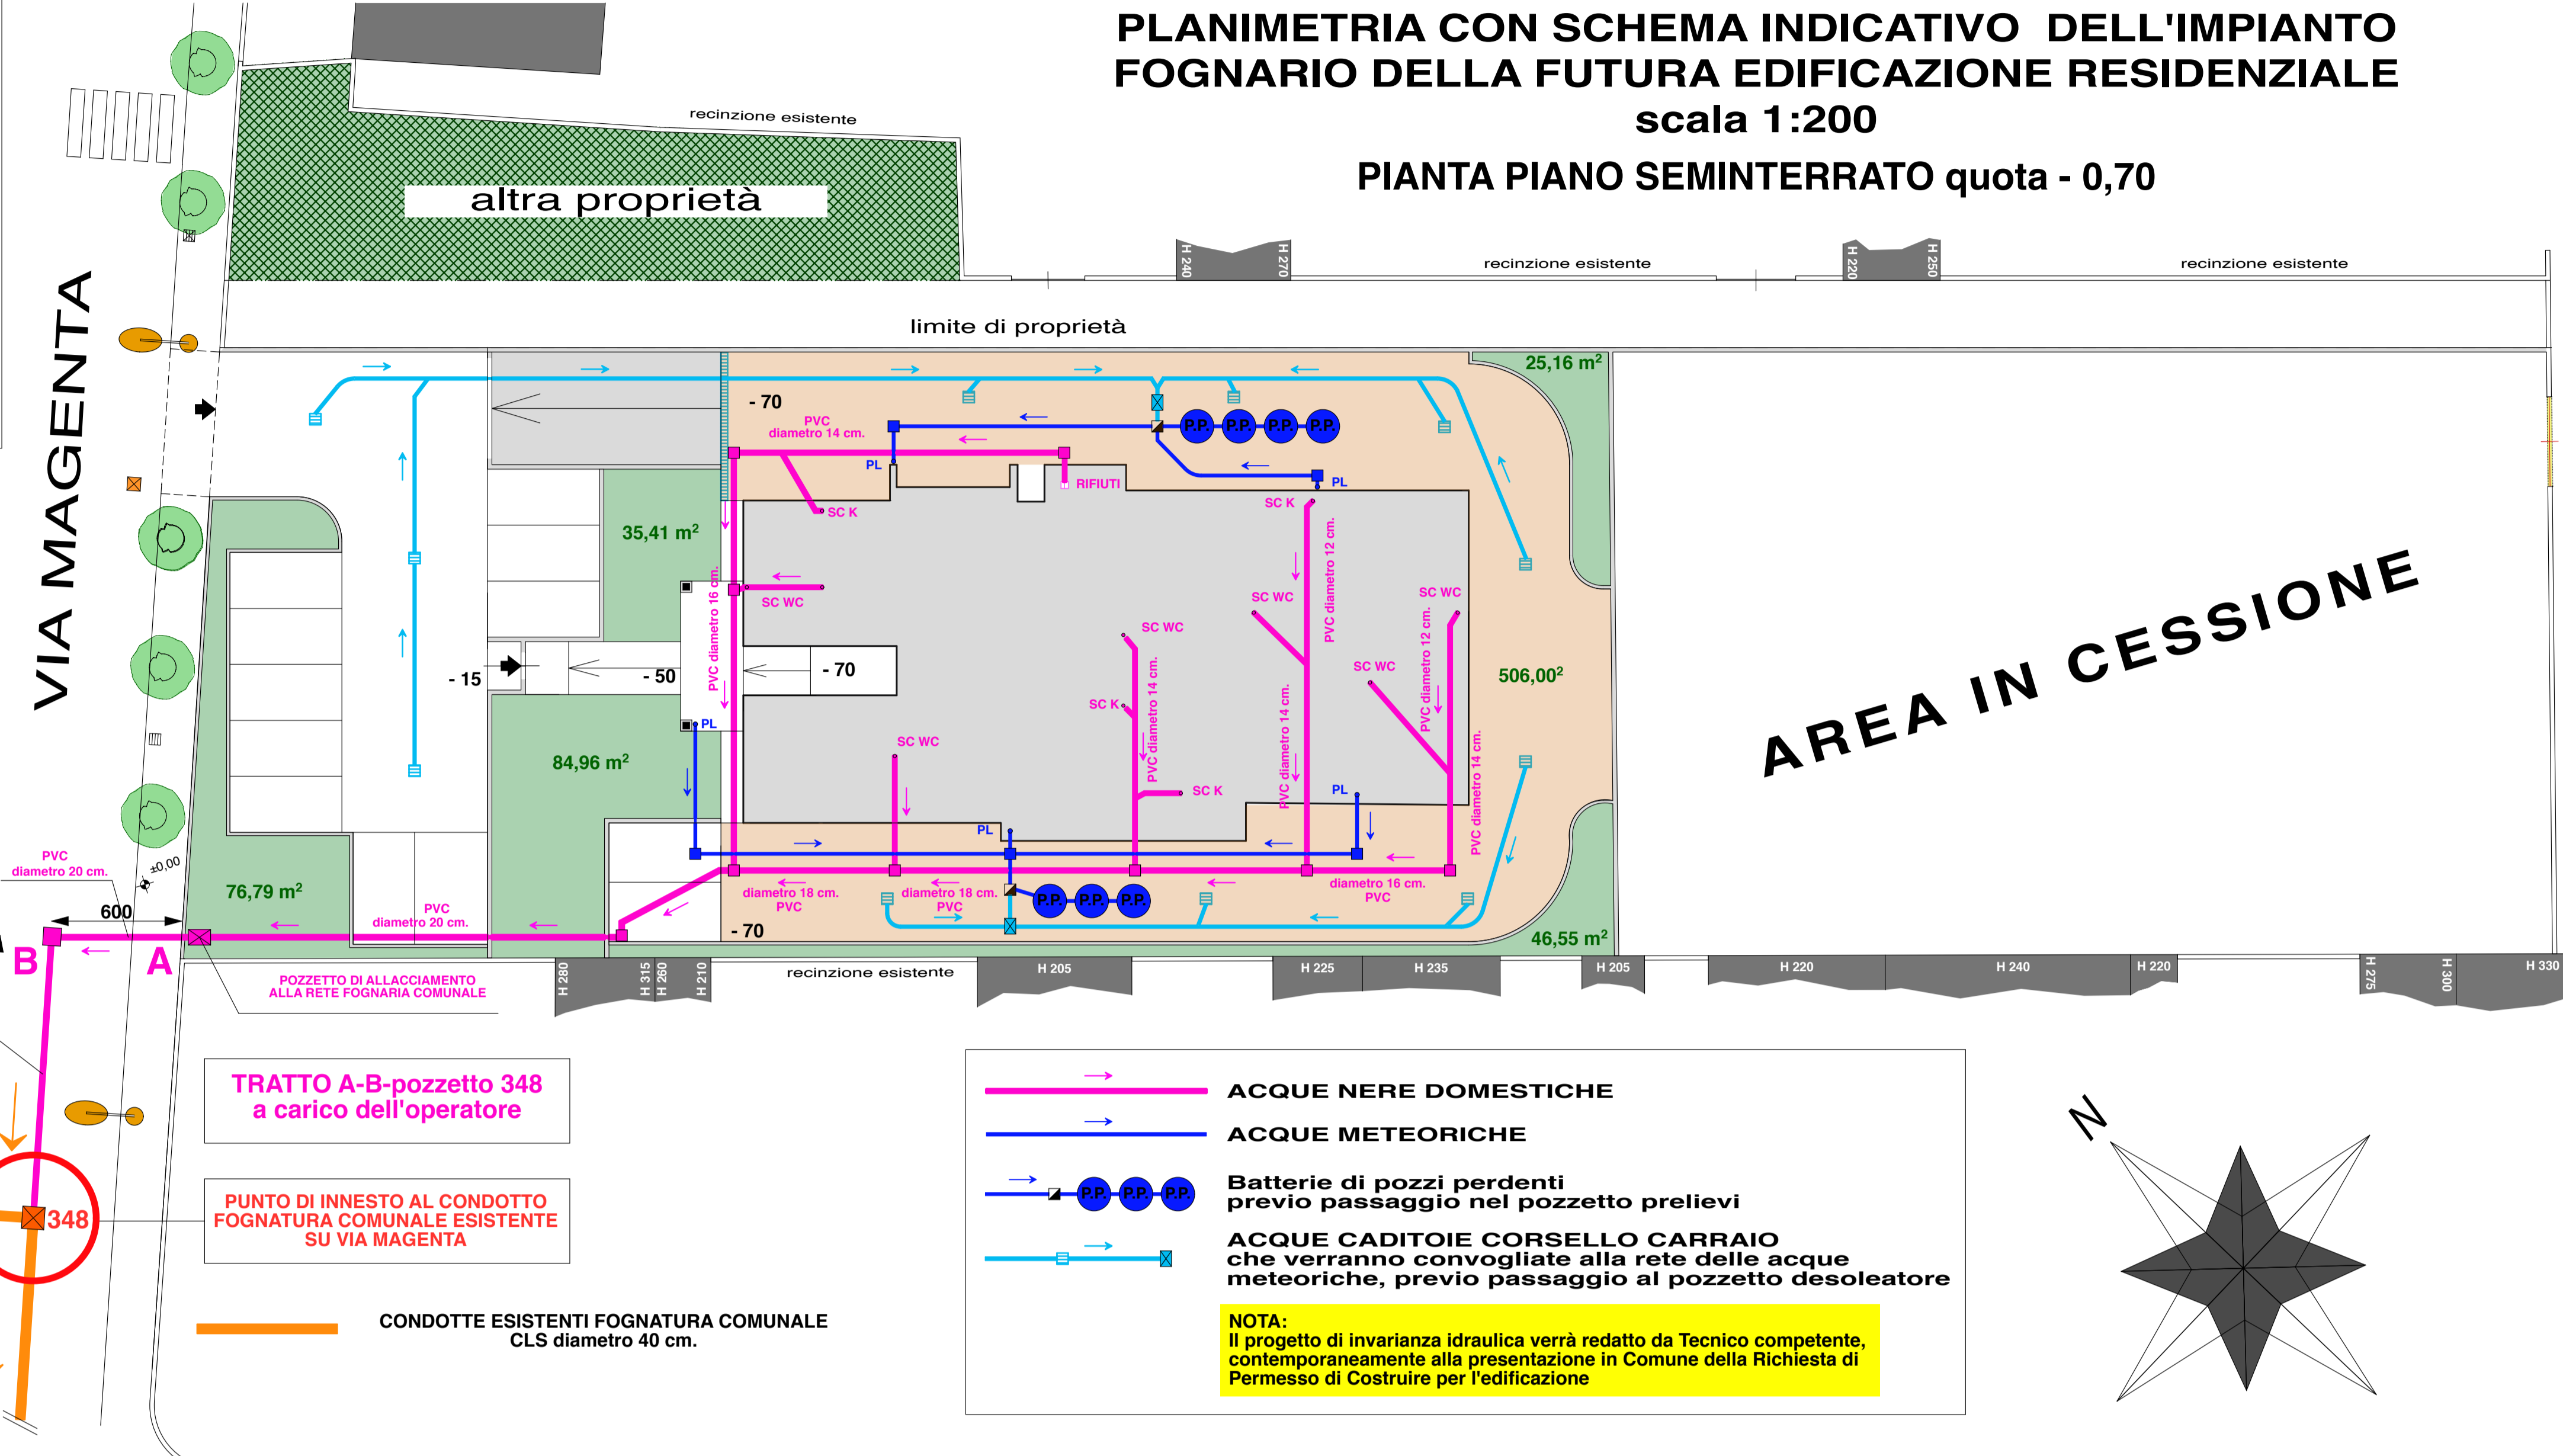 PLANIMETRIA CON SCHEMA INDICATIVO DELL'IMPIANTO
FOGNARIO DELLA FUTURA EDIFICAZIONE RESIDENZIALE
scala 1:200
PIANTA PIANO SEMINTERRATO quota - 0,70
recinzione esistente
altra proprietà
H 240
H 270
recinzione esistente
H 220
H 250
recinzione esistente
VIA MAGENTA
limite di proprietà
25,16 m²
- 70
PVC
diametro 14 cm.
P.P.
P.P.
P.P.
P.P.
PL
RIFIUTI
PL
SC K
SC K
35,41 m²
PVC diametro 16 cm.
SC WC
PVC diametro 12 cm.
SC WC
SC WC
SC WC
PVC diametro 12 cm.
SC WC
- 15
- 50
- 70
506,00²
AREA IN CESSIONE
SC K
PVC diametro 14 cm.
PVC diametro 14 cm.
PVC diametro 14 cm.
PL
SC WC
84,96 m²
SC K
PL
PL
PVC
diametro 20 cm.
±0,00
76,79 m²
600
PVC
diametro 20 cm.
diametro 18 cm.
PVC
diametro 18 cm.
PVC
diametro 16 cm.
PVC
P.P.
P.P.
P.P.
- 70
46,55 m²
B
A
POZZETTO DI ALLACCIAMENTO
ALLA RETE FOGNARIA COMUNALE
H 280
H 315
H 260
H 210
recinzione esistente
H 205
H 225
H 235
H 205
H 220
H 240
H 220
H 275
H 300
H 330
TRATTO A-B-pozzetto 348
a carico dell'operatore
348
PUNTO DI INNESTO AL CONDOTTO
FOGNATURA COMUNALE ESISTENTE
SU VIA MAGENTA
CONDOTTE ESISTENTI FOGNATURA COMUNALE
CLS diametro 40 cm.
ACQUE NERE DOMESTICHE
ACQUE METEORICHE
P.P.
P.P.
P.P.
Batterie di pozzi perdenti
previo passaggio nel pozzetto prelievi
ACQUE CADITOIE CORSELLO CARRAIO
che verranno convogliate alla rete delle acque
meteoriche, previo passaggio al pozzetto desoleatore
NOTA:
Il progetto di invarianza idraulica verrà redatto da Tecnico competente,
contemporaneamente alla presentazione in Comune della Richiesta di
Permesso di Costruire per l'edificazione
N